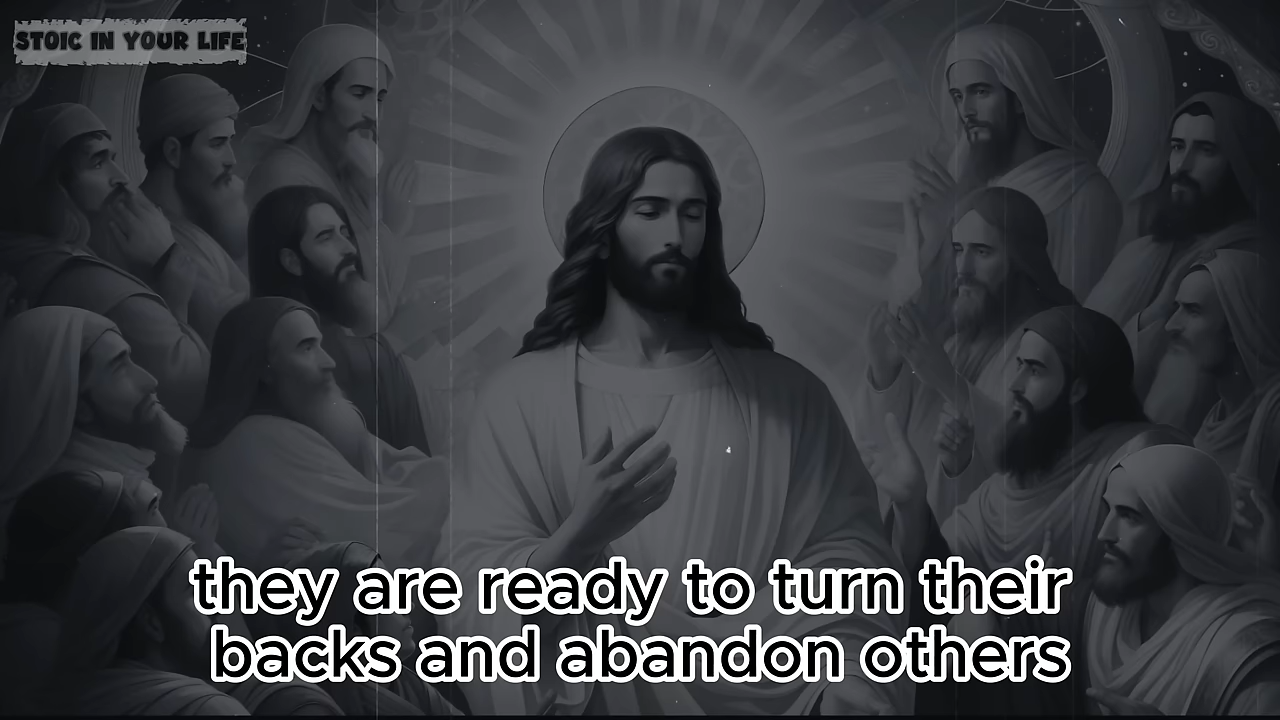 STOIC IN YOUR LIFE
they are ready to turn their
backs and abandon others